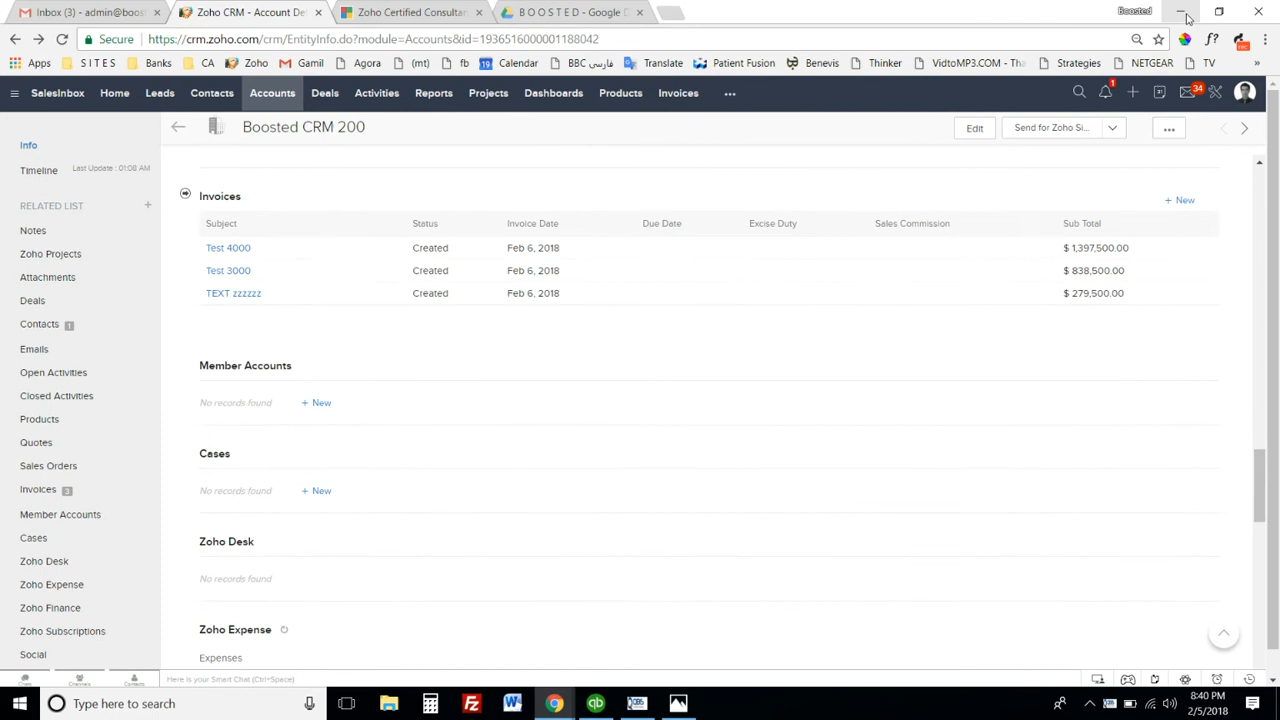 Inbox (3) - admin@boos
Zoho CRM - Account De
Zoho Certified Consultan
B O O S T E D - Google D
Boosted
Secure
https://crm.zoho.com/crm/EntityInfo.do?module=Accounts&id=1936516000001188042
Apps
S I T E S
Banks
CA
Zoho
Gamil
Agora
(mt)
fb
Calendar
BBC فارسی
Translate
Patient Fusion
Benevis
Thinker
VidtoMP3.COM - Tha
Strategies
NETGEAR
TV
SalesInbox
Home
Leads
Contacts
Accounts
Deals
Activities
Reports
Projects
Dashboards
Products
Invoices
1
34
Boosted CRM 200
Edit
Send for Zoho Si...
Info
Timeline
Last Update : 01:08 AM
RELATED LIST
Notes
Zoho Projects
Attachments
Deals
Contacts 1
Emails
Open Activities
Closed Activities
Products
Quotes
Sales Orders
Invoices 3
Member Accounts
Cases
Zoho Desk
Zoho Expense
Zoho Finance
Zoho Subscriptions
Social
Invoices
+ New
Subject Status Invoice Date Due Date Excise Duty Sales Commission Sub Total
Test 4000 Created Feb 6, 2018 $ 1,397,500.00
Test 3000 Created Feb 6, 2018 $ 838,500.00
TEXT zzzzzz Created Feb 6, 2018 $ 279,500.00
Member Accounts
No records found + New
Cases
No records found + New
Zoho Desk
No records found
Zoho Expense
Expenses
Chats
Channels
Contacts
Here is your Smart Chat (Ctrl+Space)
Type here to search
8:40 PM
2/5/2018